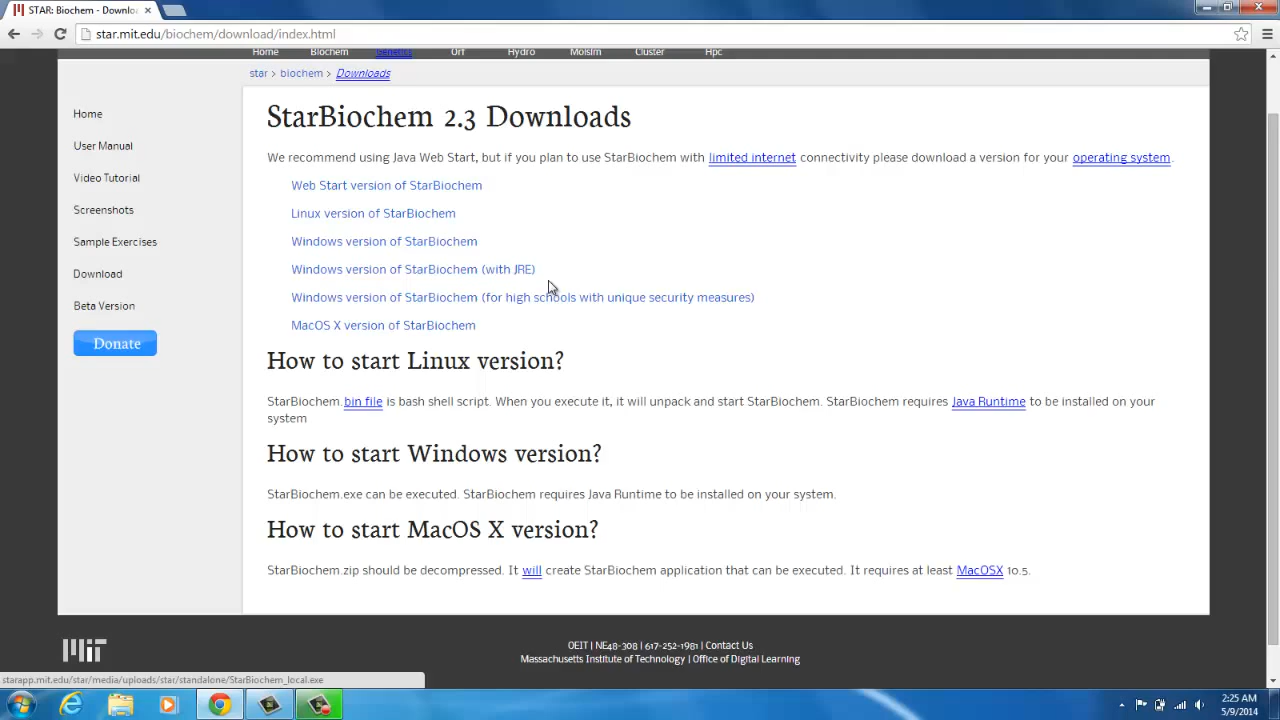 STAR: Biochem - Downloa
star.mit.edu/biochem/download/index.html
Home Biochem Genetics Orf Hydro Molsim Cluster Hpc
star > biochem > Downloads
Home
User Manual
Video Tutorial
Screenshots
Sample Exercises
Download
Beta Version
Donate
StarBiochem 2.3 Downloads
We recommend using Java Web Start, but if you plan to use StarBiochem with limited internet connectivity please download a version for your operating system.
Web Start version of StarBiochem
Linux version of StarBiochem
Windows version of StarBiochem
Windows version of StarBiochem (with JRE)
Windows version of StarBiochem (for high schools with unique security measures)
MacOS X version of StarBiochem
How to start Linux version?
StarBiochem.bin file is bash shell script. When you execute it, it will unpack and start StarBiochem. StarBiochem requires Java Runtime to be installed on your
system
How to start Windows version?
StarBiochem.exe can be executed. StarBiochem requires Java Runtime to be installed on your system.
How to start MacOS X version?
StarBiochem.zip should be decompressed. It will create StarBiochem application that can be executed. It requires at least MacOSX 10.5.
MIT
OEIT | NE48-308 | 617-252-1981 | Contact Us
Massachusetts Institute of Technology | Office of Digital Learning
starapp.mit.edu/star/media/uploads/star/standalone/StarBiochem_local.exe
2:25 AM
5/9/2014